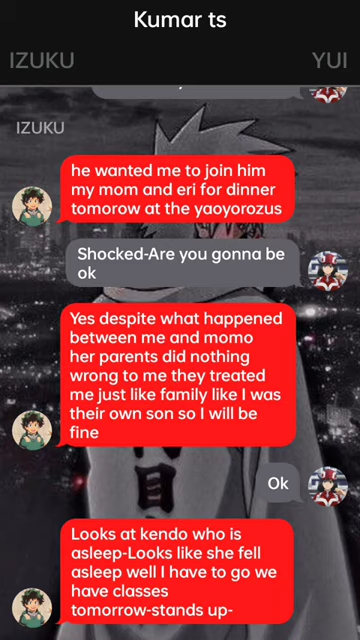 Kumar ts
IZUKU
YUI
IZUKU
he wanted me to join him
my mom and eri for dinner
tomorow at the yaoyorozus
Shocked-Are you gonna be
ok
Yes despite what happened
between me and momo
her parents did nothing
wrong to me they treated
me just like family like I was
their own son so I will be
fine
Ok
Looks at kendo who is
asleep-Looks like she fell
asleep well I have to go we
have classes
tomorrow-stands up-